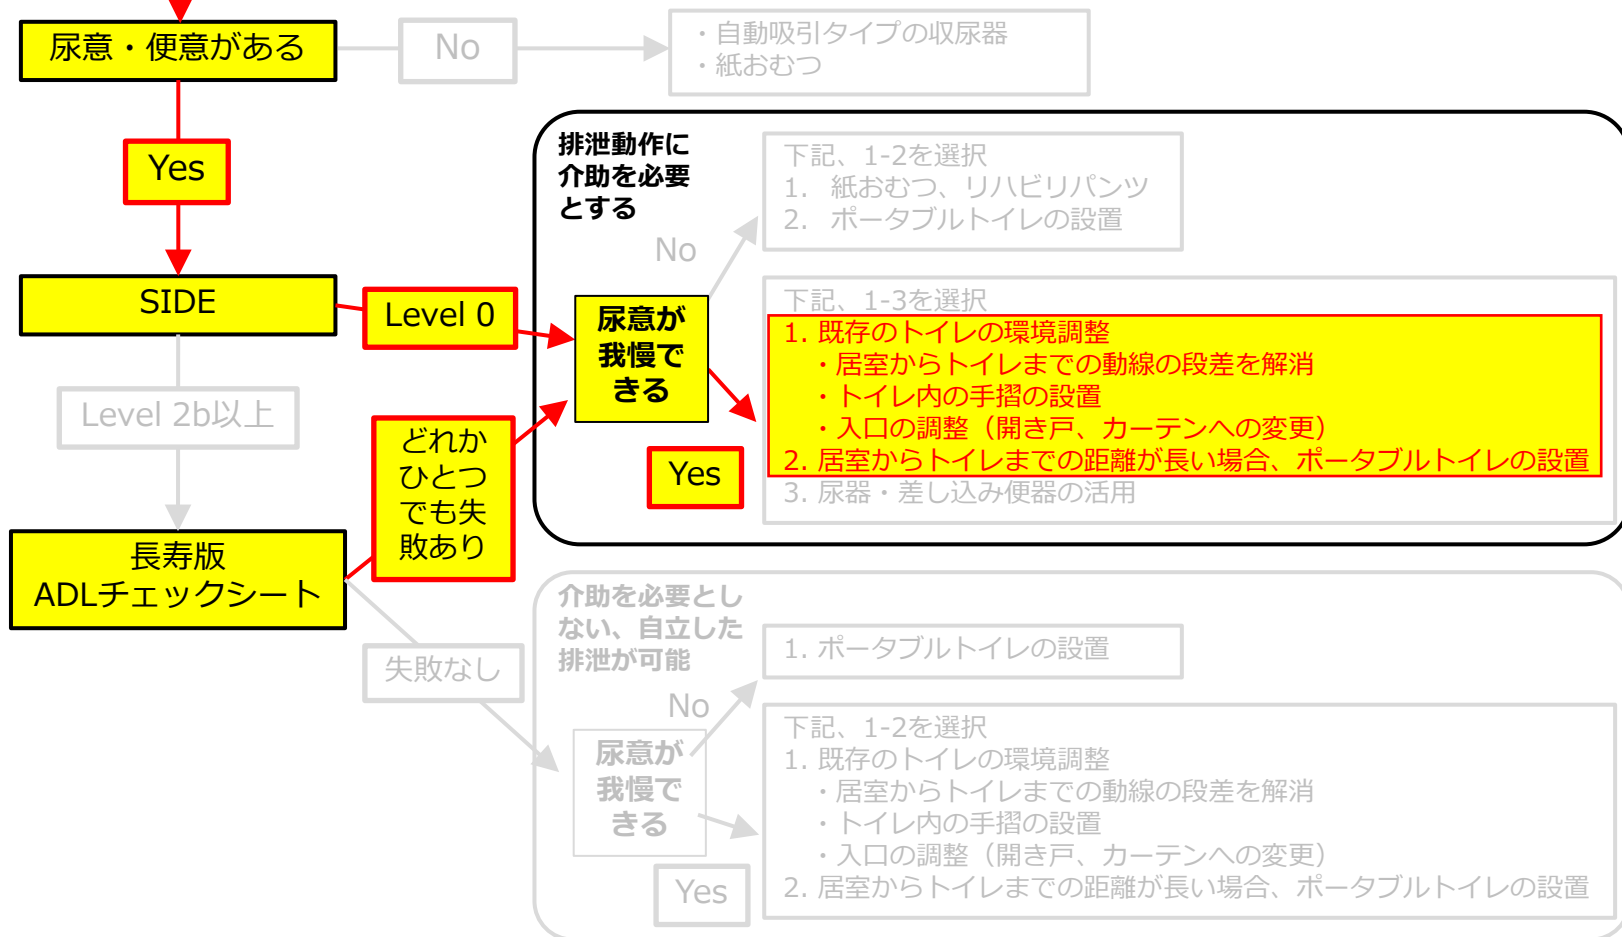 尿意・便意がある
No
・自動吸引タイプの収尿器
・紙おむつ
Yes
排泄動作に
介助を必要
とする
下記、1-2を選択
1. 紙おむつ、リハビリパンツ
2. ポータブルトイレの設置
No
SIDE
Level 0
尿意が
我慢で
きる
下記、1-3を選択
1. 既存のトイレの環境調整
・居室からトイレまでの動線の段差を解消
・トイレ内の手摺の設置
・入口の調整（開き戸、カーテンへの変更）
2. 居室からトイレまでの距離が長い場合、ポータブルトイレの設置
3. 尿器・差し込み便器の活用
Yes
Level 2b以上
どれか
ひとつ
でも失
敗あり
長寿版
ADLチェックシート
失敗なし
介助を必要とし
ない、自立した
排泄が可能
1. ポータブルトイレの設置
No
尿意が
我慢で
きる
下記、1-2を選択
1. 既存のトイレの環境調整
・居室からトイレまでの動線の段差を解消
・トイレ内の手摺の設置
・入口の調整（開き戸、カーテンへの変更）
2. 居室からトイレまでの距離が長い場合、ポータブルトイレの設置
Yes